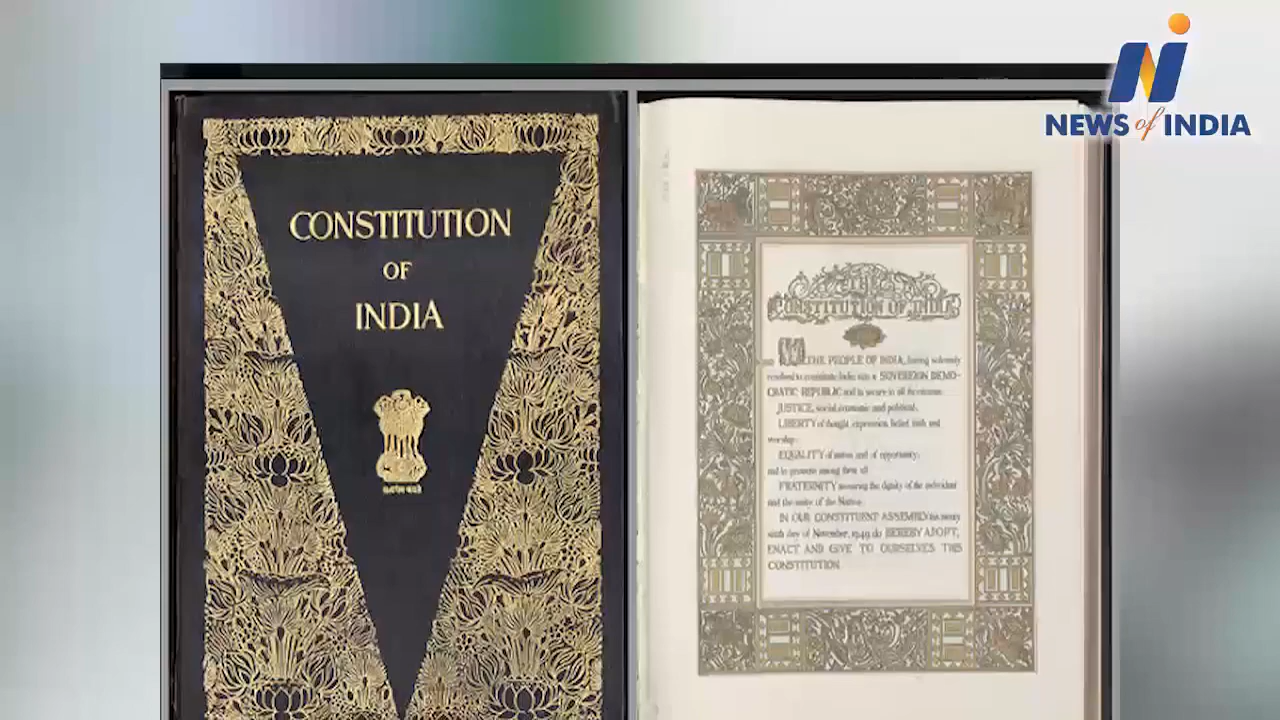 NEWS of INDIA
CONSTITUTION
OF
INDIA
THE
CONSTITUTION OF INDIA
WE, THE PEOPLE OF INDIA, having solemnly
resolved to constitute India into a SOVEREIGN DEMO-
CRATIC REPUBLIC and to secure to all its citizens:
JUSTICE, social, economic and political;
LIBERTY of thought, expression, belief, faith and
worship;
EQUALITY of status and of opportunity;
and to promote among them all
FRATERNITY assuring the dignity of the individual
and the unity of the Nation;
IN OUR CONSTITUENT ASSEMBLY this twenty
sixth day of November, 1949, do HEREBY ADOPT,
ENACT AND GIVE TO OURSELVES THIS
CONSTITUTION.